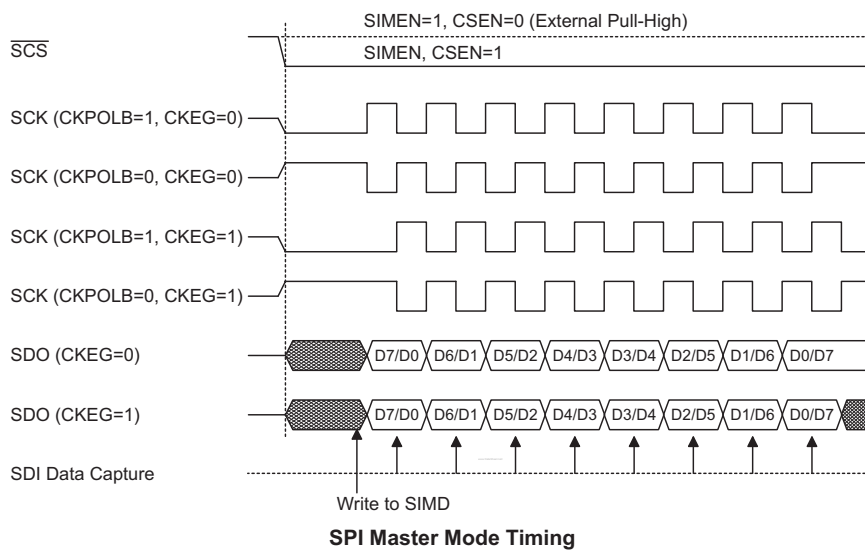 SIMEN=1, CSEN=0 (External Pull-High)
SCS
SIMEN, CSEN=1
SCK (CKPOLB=1, CKEG=0)
SCK (CKPOLB=0, CKEG=0)
SCK (CKPOLB=1, CKEG=1)
SCK (CKPOLB=0, CKEG=1)
SDO (CKEG=0) D7/D0 D6/D1 D5/D2 D4/D3 D3/D4 D2/D5 D1/D6 D0/D7
SDO (CKEG=1) D7/D0 D6/D1 D5/D2 D4/D3 D3/D4 D2/D5 D1/D6 D0/D7
SDI Data Capture
Write to SIMD
SPI Master Mode Timing